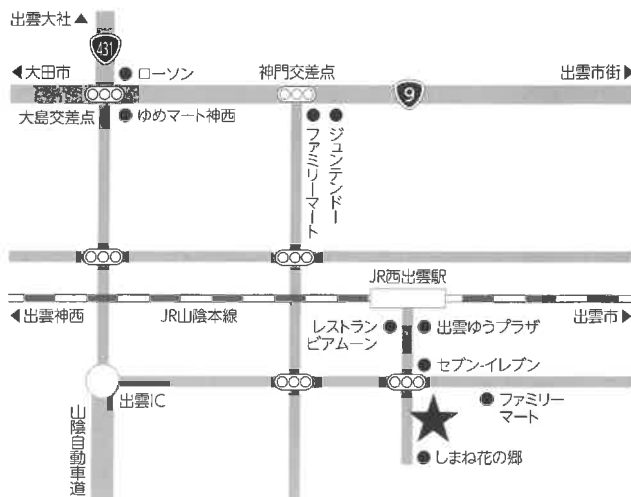 出雲大社▲
431
◀大田市
ローソン
神門交差点
出雲市街▶
9
大島交差点
ゆめマート神西
ファミリーマート
ジュンテンドー
JR西出雲駅
◀出雲神西
JR山陰本線
出雲市▶
レストラン
ビアムーン
出雲ゆうプラザ
セブン-イレブン
出雲IC
ファミリー
マート
山陰自動車道
しまね花の郷